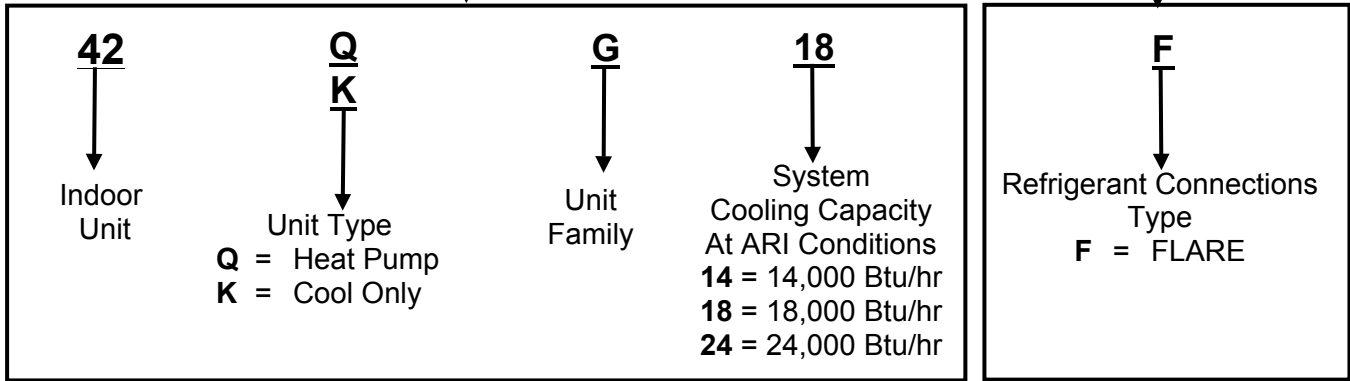 42
Q
K
G
18
F
Indoor
Unit
Unit Type
Q = Heat Pump
K = Cool Only
Unit
Family
System
Cooling Capacity
At ARI Conditions
14 = 14,000 Btu/hr
18 = 18,000 Btu/hr
24 = 24,000 Btu/hr
Refrigerant Connections
Type
F = FLARE